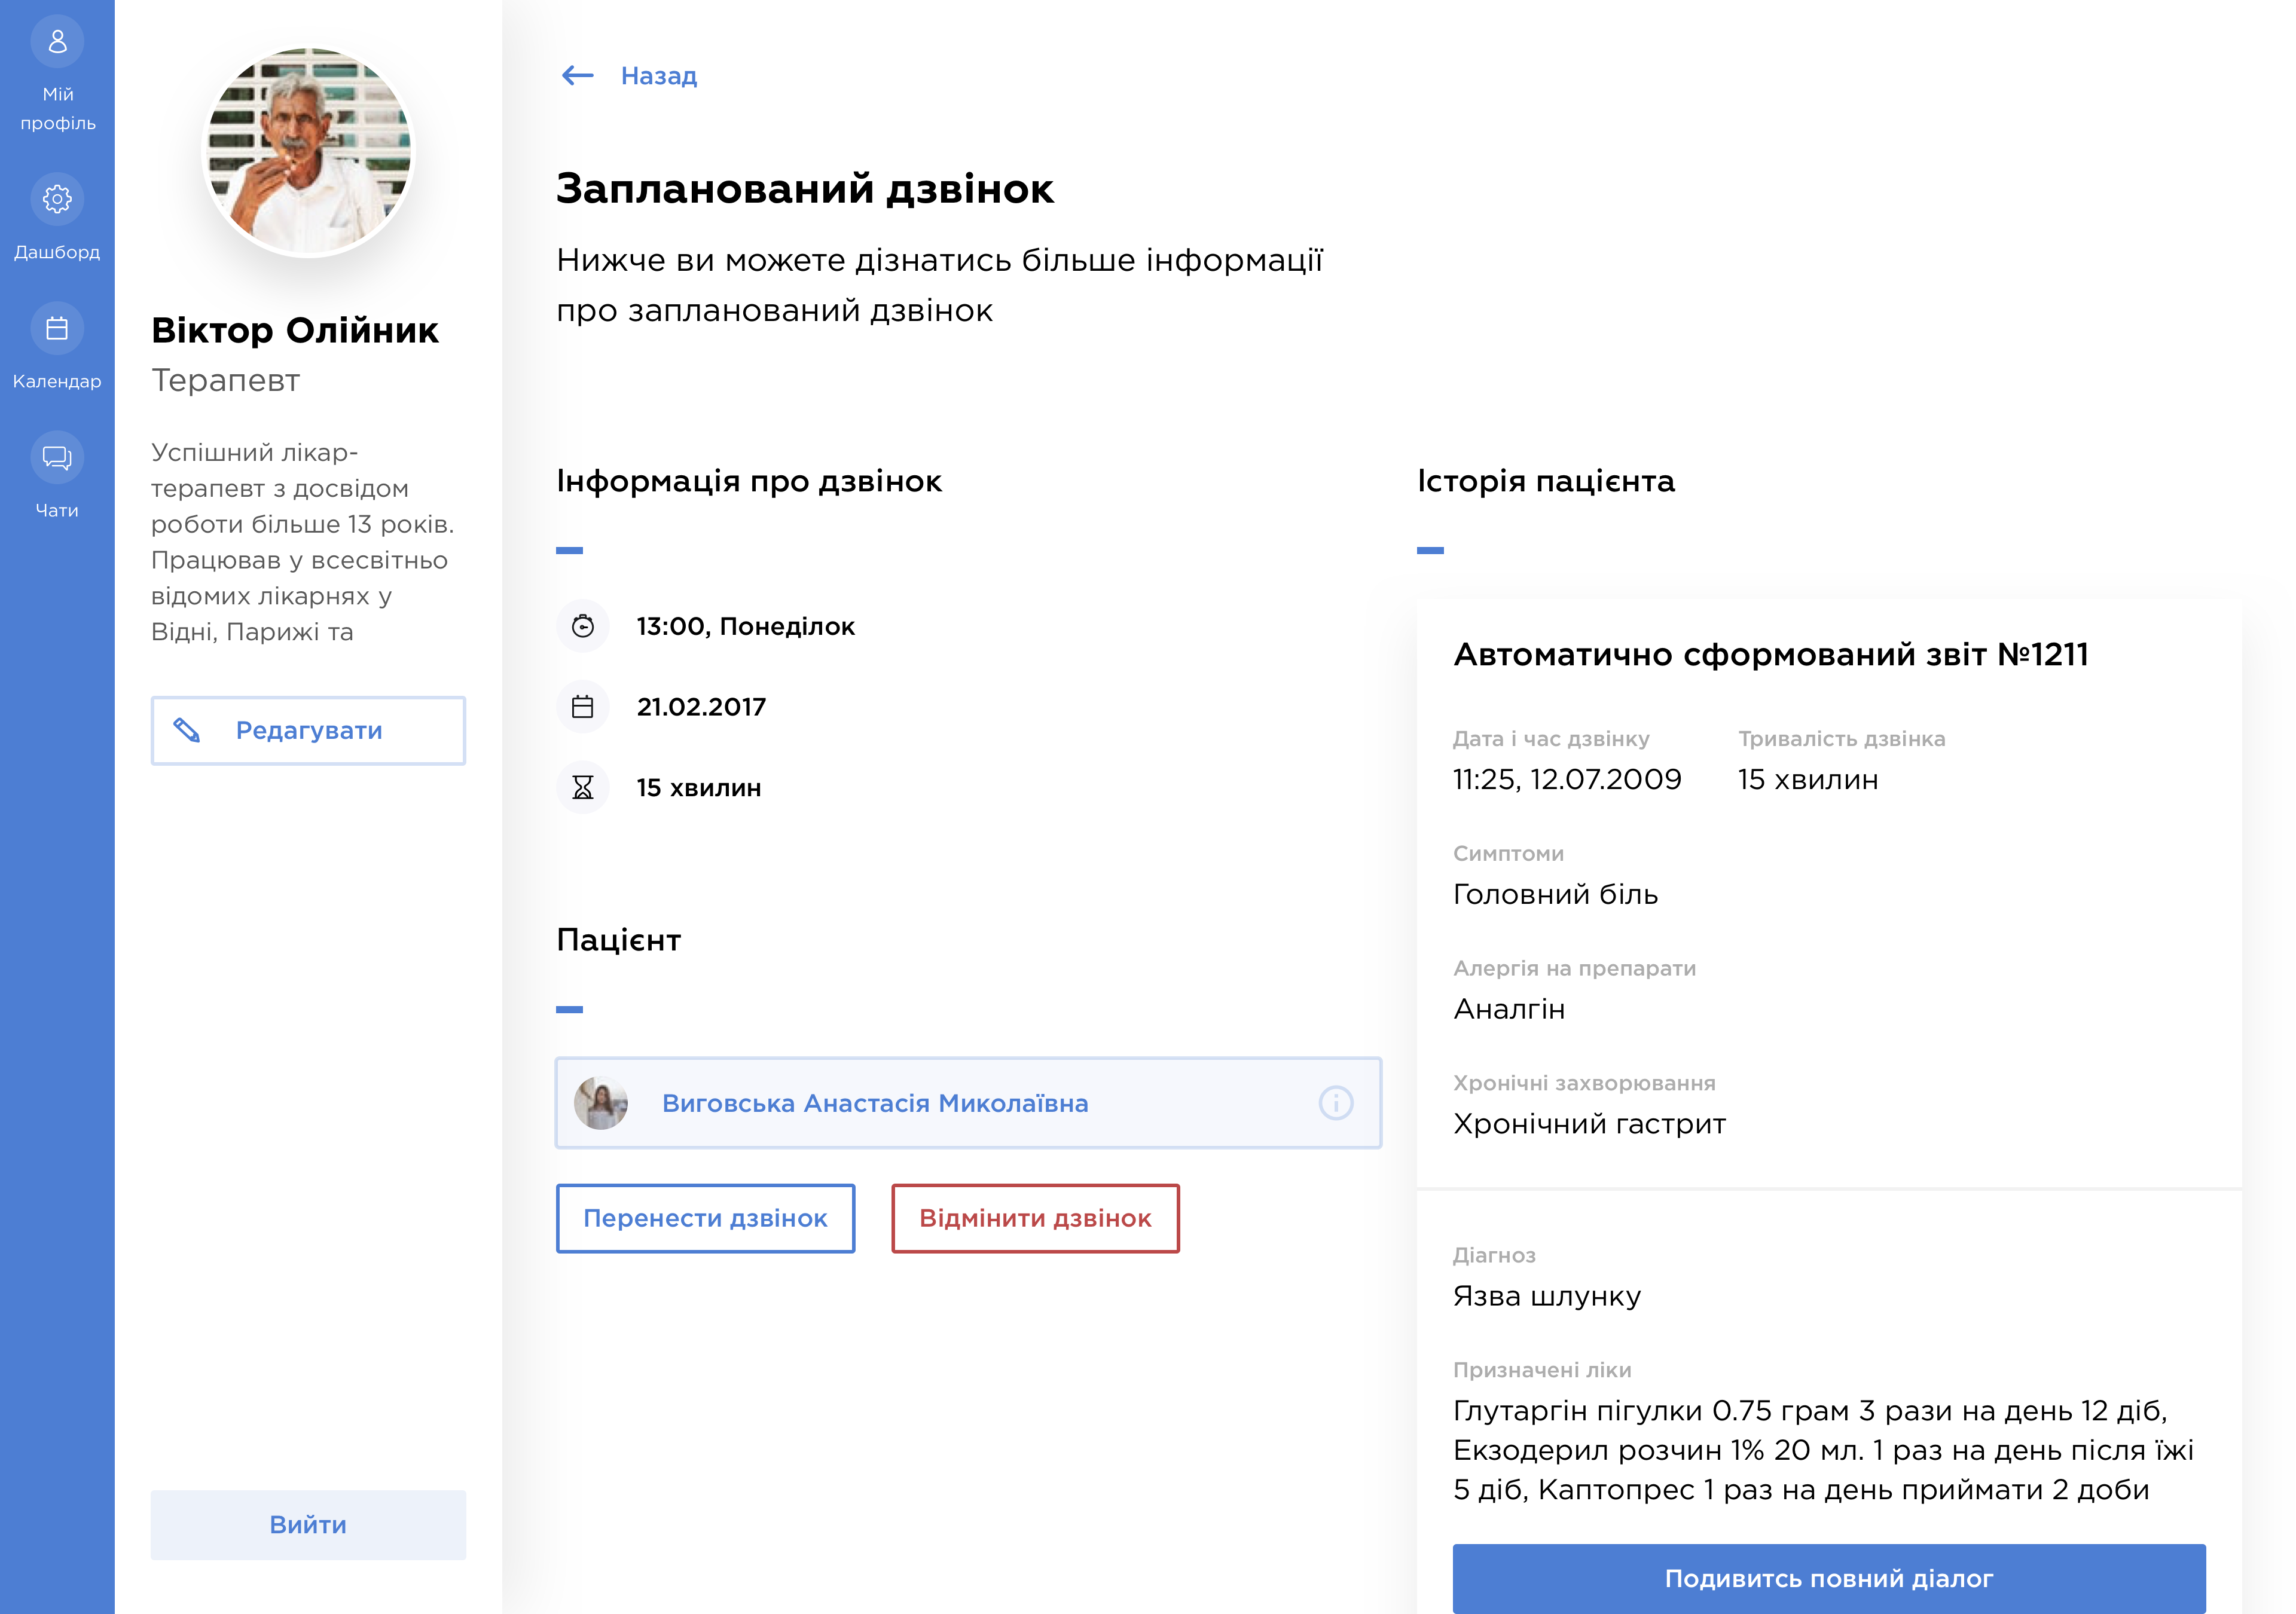 Мій
профіль
Дашборд
Календар
Чати
Віктор Олійник
Терапевт
Успішний лікар-
терапевт з досвідом
роботи більше 13 років.
Працював у всесвітньо
відомих лікарнях у
Відні, Парижі та
Редагувати
Вийти
Назад
Запланований дзвінок
Нижче ви можете дізнатись більше інформації
про запланований дзвінок
Інформація про дзвінок
13:00, Понеділок
21.02.2017
15 хвилин
Пацієнт
Виговська Анастасія Миколаївна
Перенести дзвінок
Відмінити дзвінок
Історія пацієнта
Автоматично сформований звіт №1211
Дата і час дзвінку
11:25, 12.07.2009
Тривалість дзвінка
15 хвилин
Симптоми
Головний біль
Алергія на препарати
Аналгін
Хронічні захворювання
Хронічний гастрит
Діагноз
Язва шлунку
Призначені ліки
Глутаргін пігулки 0.75 грам 3 рази на день 12 діб,
Екзодерил розчин 1% 20 мл. 1 раз на день після їжі
5 діб, Каптопрес 1 раз на день приймати 2 доби
Подивитсь повний діалог